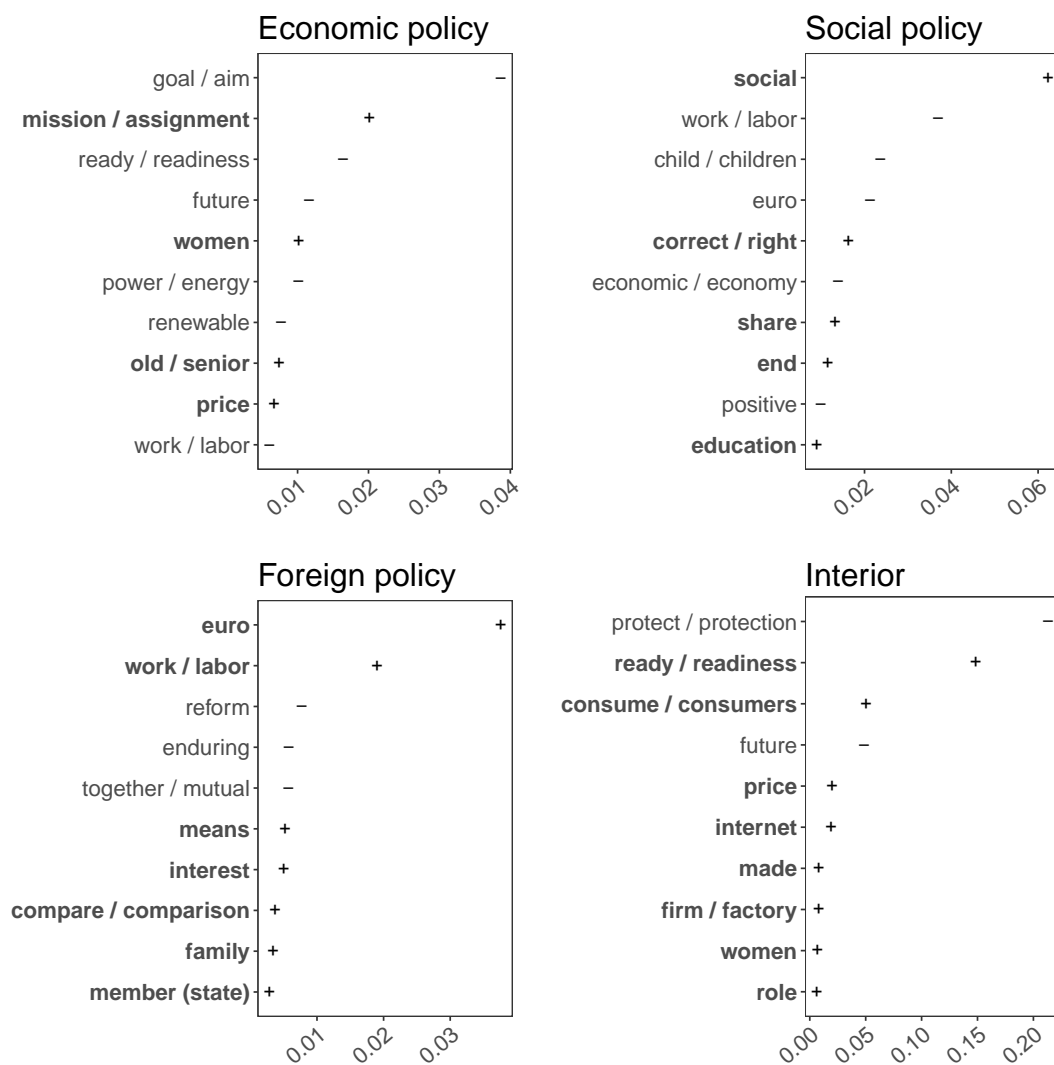 Economic policy
goal / aim
mission / assignment
ready / readiness
future
women
power / energy
renewable
old / senior
price
work / labor
0.01 0.02 0.03 0.04
Social policy
social
work / labor
child / children
euro
correct / right
economic / economy
share
end
positive
education
0.02 0.04 0.06
Foreign policy
euro
work / labor
reform
enduring
together / mutual
means
interest
compare / comparison
family
member (state)
0.01 0.02 0.03
Interior
protect / protection
ready / readiness
consume / consumers
future
price
internet
made
firm / factory
women
role
0.00 0.05 0.10 0.15 0.20